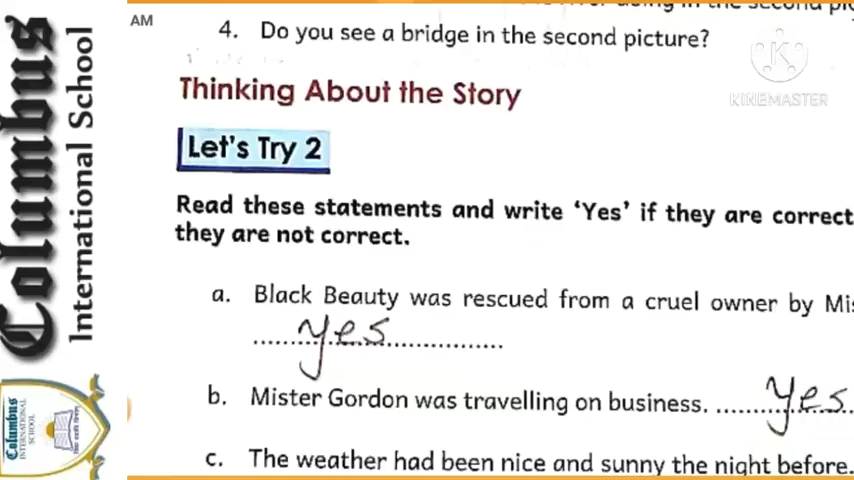 AM
4. Do you see a bridge in the second picture?
KINEMASTER
Thinking About the Story
Let's Try 2
Read these statements and write 'Yes' if they are correct
they are not correct.
a. Black Beauty was rescued from a cruel owner by
yes
b. Mister Gordon was travelling on business. yes
c. The weather had been nice and sunny the night before.
Columbus
International School
Columbus
INTERNATIONAL
SCHOOL